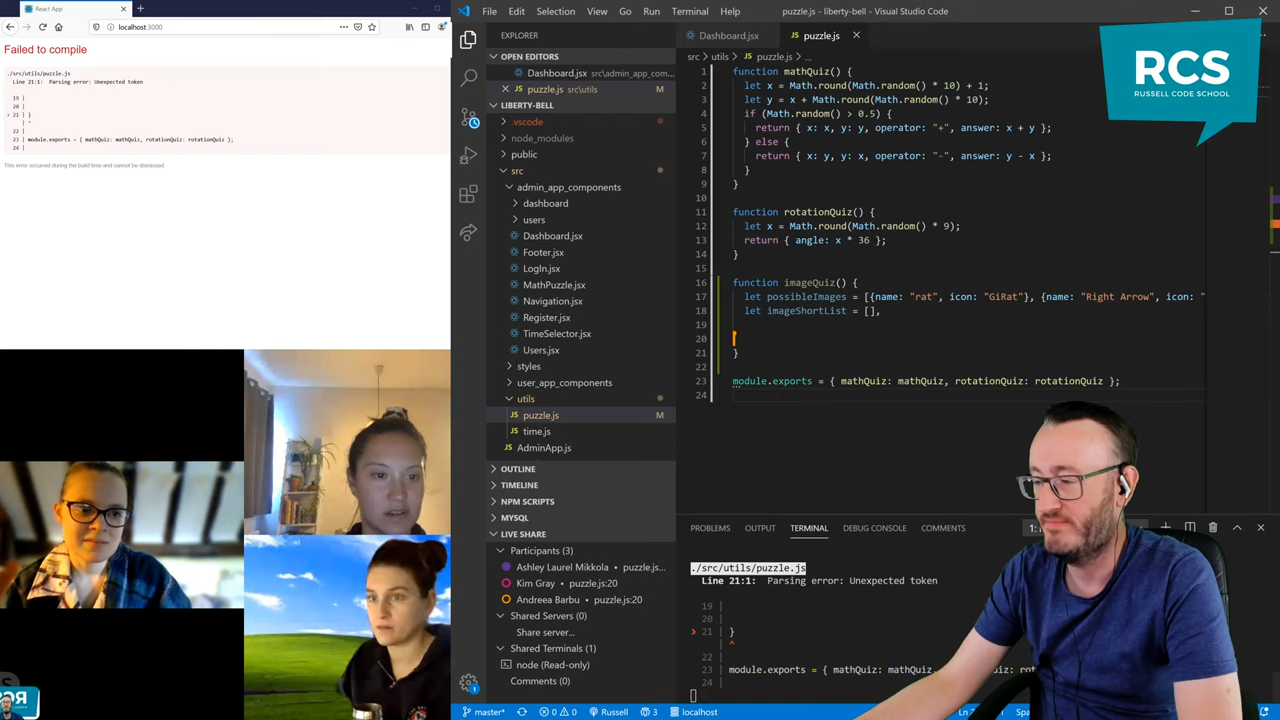 React App
localhost:3000
Failed to compile
./src/utils/puzzle.js
Line 21:1: Parsing error: Unexpected token
19 |
20 |
> 21 | }
| ^
22 |
23 | module.exports = { mathQuiz: mathQuiz, rotationQuiz: rotationQuiz };
24 |
This error occurred during the build time and cannot be dismissed.
File Edit Selection View Go Run Terminal Help
puzzle.js - liberty-bell - Visual Studio Code
EXPLORER
OPEN EDITORS
Dashboard.jsx src\admin_app_com...
puzzle.js src\utils M
LIBERTY-BELL
.vscode
node_modules
public
src
admin_app_components
dashboard
users
Dashboard.jsx
Footer.jsx
LogIn.jsx
MathPuzzle.jsx
Navigation.jsx
Register.jsx
TimeSelector.jsx
Users.jsx
styles
user_app_components
utils
puzzle.js M
time.js
AdminApp.js
OUTLINE
TIMELINE
NPM SCRIPTS
MYSQL
LIVE SHARE
Participants (3)
Ashley Laurel Mikkola puzzle.js...
Kim Gray puzzle.js:20
Andreea Barbu puzzle.js:20
Shared Servers (0)
Share server...
Shared Terminals (1)
node (Read-only)
Comments (0)
Dashboard.jsx
puzzle.js
src > utils > puzzle.js > ...
1 function mathQuiz() {
2 let x = Math.round(Math.random() * 10) + 1;
3 let y = x + Math.round(Math.random() * 10);
4 if (Math.random() > 0.5) {
5 return { x: x, y: y, operator: "+", answer: x + y };
6 } else {
7 return { x: y, y: x, operator: "-", answer: y - x };
8 }
9 }
10
11 function rotationQuiz() {
12 let x = Math.round(Math.random() * 9);
13 return { angle: x * 36 };
14 }
15
16 function imageQuiz() {
17 let possibleImages = [{name: "rat", icon: "GiRat"}, {name: "Right Arrow", icon: "
18 let imageShortList = [],
19
20
21 }
22
23 module.exports = { mathQuiz: mathQuiz, rotationQuiz: rotationQuiz };
24
RCS
RUSSELL CODE SCHOOL
PROBLEMS OUTPUT TERMINAL DEBUG CONSOLE COMMENTS
1:
./src/utils/puzzle.js
Line 21:1: Parsing error: Unexpected token
19 |
20 |
> 21 | }
| ^
22 |
23 | module.exports = { mathQuiz: mathQuiz, rotationQuiz:
24 |
master*
0 0
Russell
3
localhost
1
RCS